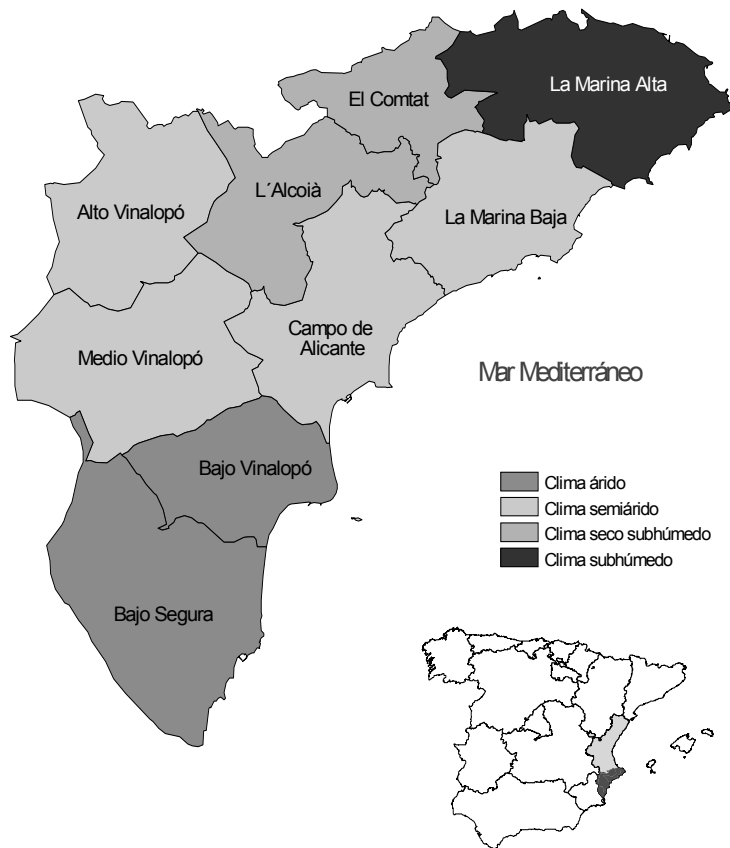 La Marina Alta
El Comtat
L´Alcoià
Alto Vinalopó
La Marina Baja
Campo de
Alicante
Medio Vinalopó
Mar Mediterráneo
Bajo Vinalopó
Clima árido
Clima semiárido
Clima seco subhúmedo
Clima subhúmedo
Bajo Segura